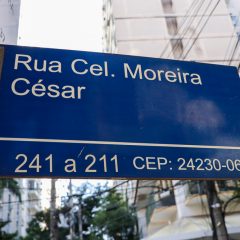 Rua Cel. Moreira
César
241 a 211 CEP: 24230-06